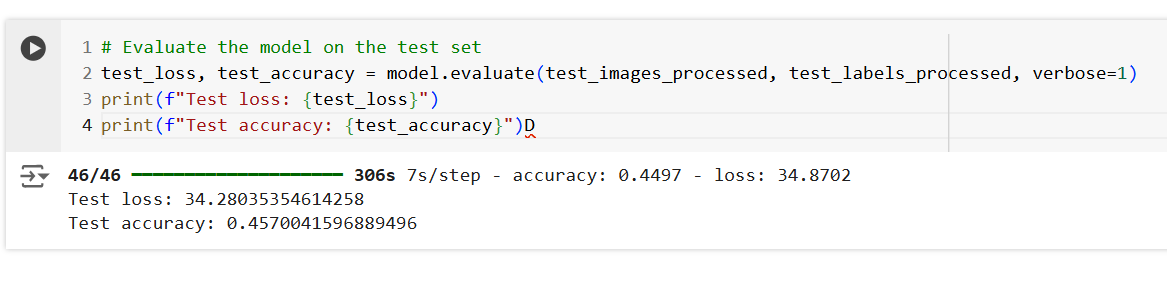 1 # Evaluate the model on the test set
2 test_loss, test_accuracy = model.evaluate(test_images_processed, test_labels_processed, verbose=1)
3 print(f"Test loss: {test_loss}")
4 print(f"Test accuracy: {test_accuracy}")D
46/46 ━━━━━━━━━━━━━━━━━━━━ 306s 7s/step - accuracy: 0.4497 - loss: 34.8702
Test loss: 34.28035354614258
Test accuracy: 0.4570041596889496